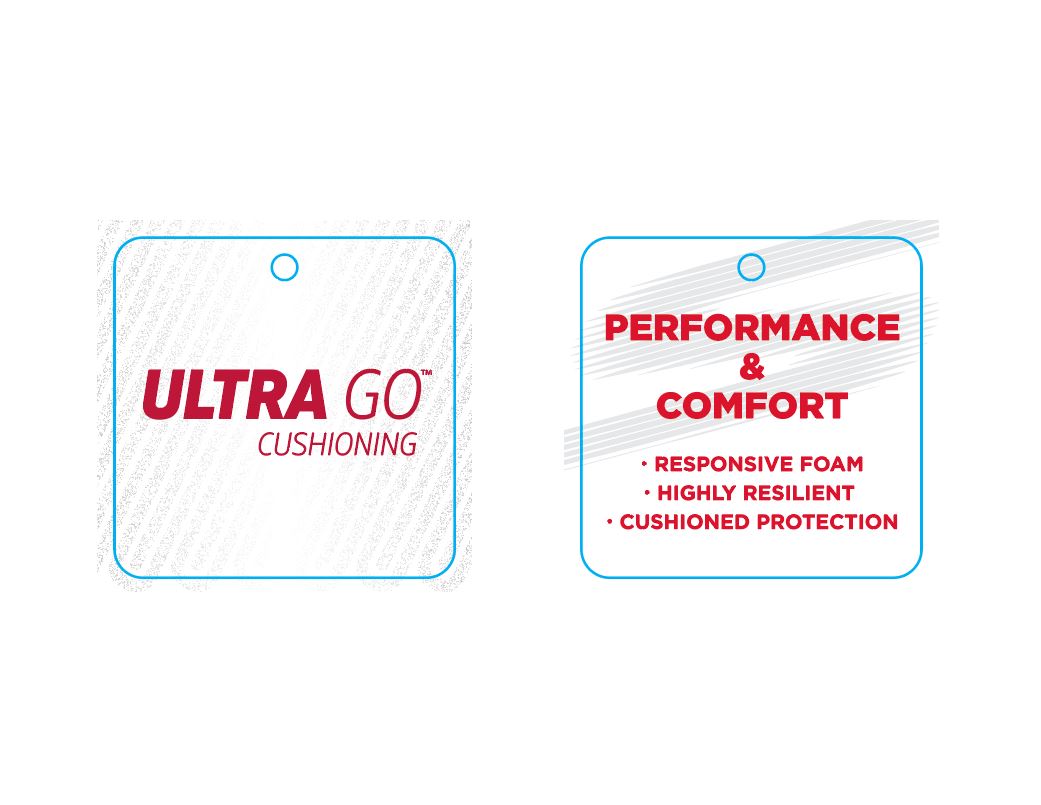 ULTRA GO™
CUSHIONING
PERFORMANCE
&
COMFORT
• RESPONSIVE FOAM
• HIGHLY RESILIENT
• CUSHIONED PROTECTION